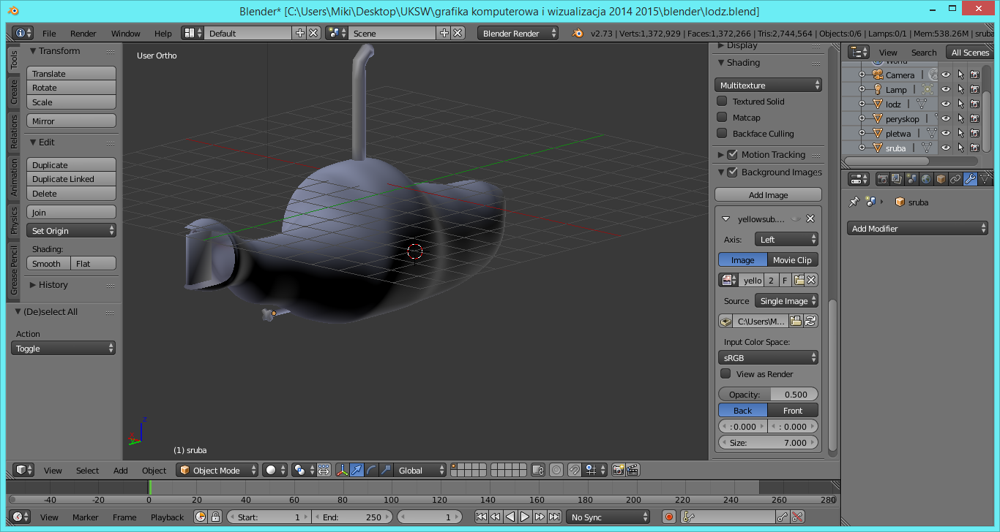 Blender* [C:\Users\Miki\Desktop\UKSW\grafika komputerowa i wizualizacja 2014 2015\blender\lodz.blend]
File Render Window Help Default Scene Blender Render v2.73 | Verts:1,372,929 | Faces:1,372,266 | Tris:2,744,564 | Objects:0/6 | Lamps:0/1 | Mem:538.26M | sruba
Tools
Create
Relations
Animation
Physics
Grease Pencil
Transform
Translate
Rotate
Scale
Mirror
Edit
Duplicate
Duplicate Linked
Delete
Join
Set Origin
Shading:
Smooth Flat
History
(De)select All
Action
Toggle
User Ortho
z
y
(1) sruba
Display
Shading
Multitexture
Textured Solid
Matcap
Backface Culling
Motion Tracking
Background Images
Add Image
yellowsub....
Axis: Left
Image Movie Clip
yello 2 F
Source Single Image
C:\Users\M...
Input Color Space:
sRGB
View as Render
Opacity: 0.500
Back Front
:0.000 : 0.000
Size: 7.000
View Search All Scenes
World
Camera
Lamp
lodz
peryskop
pletwa
sruba
sruba
Add Modifier
View Select Add Object Object Mode Global
-40 -20 0 20 40 60 80 100 120 140 160 180 200 220 240 260 280
View Marker Frame Playback Start: 1 End: 250 1 No Sync